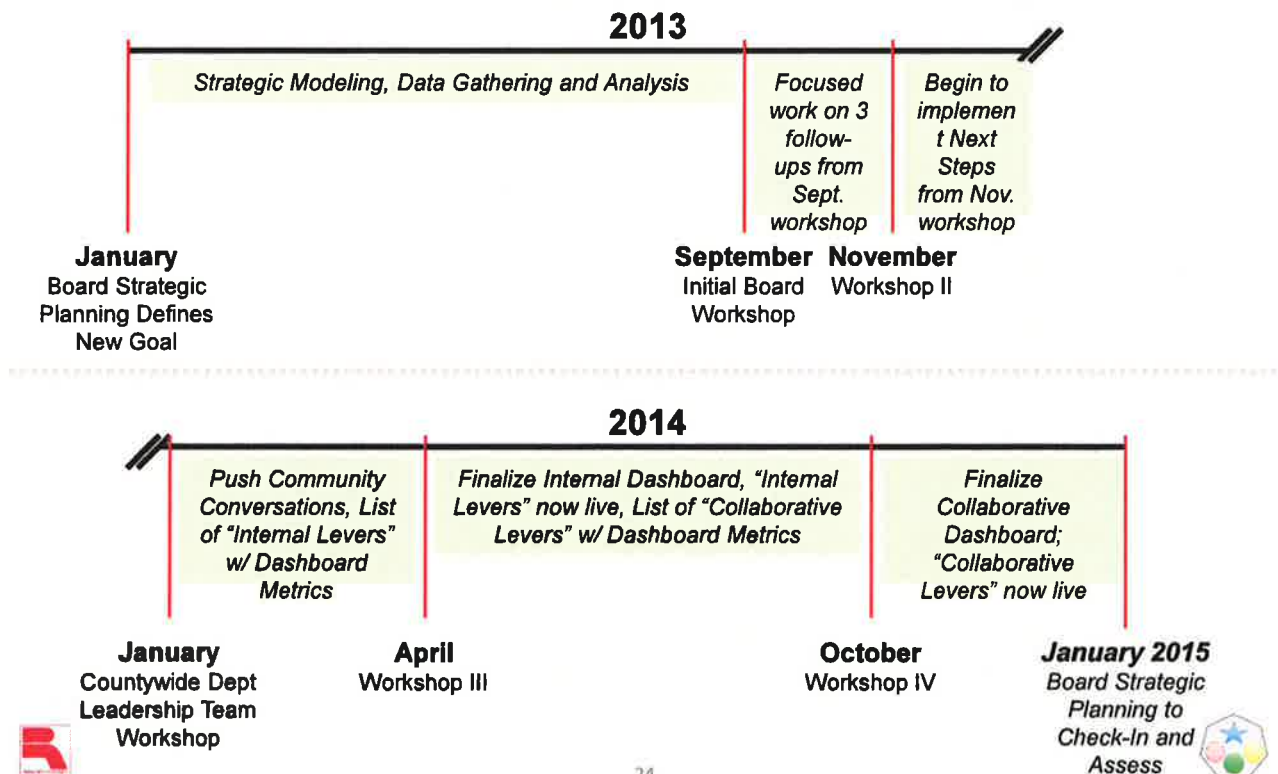 2013
Strategic Modeling, Data Gathering and Analysis
Focused
work on 3
follow-
ups from
Sept.
workshop
Begin to
implemen
t Next
Steps
from Nov.
workshop
January
Board Strategic
Planning Defines
New Goal
September
Initial Board
Workshop
November
Workshop II
2014
Push Community
Conversations, List
of "Internal Levers"
w/ Dashboard
Metrics
Finalize Internal Dashboard, "Internal
Levers" now live, List of "Collaborative
Levers" w/ Dashboard Metrics
Finalize
Collaborative
Dashboard;
"Collaborative
Levers" now live
January
Countywide Dept
Leadership Team
Workshop
April
Workshop III
October
Workshop IV
January 2015
Board Strategic
Planning to
Check-In and
Assess
24